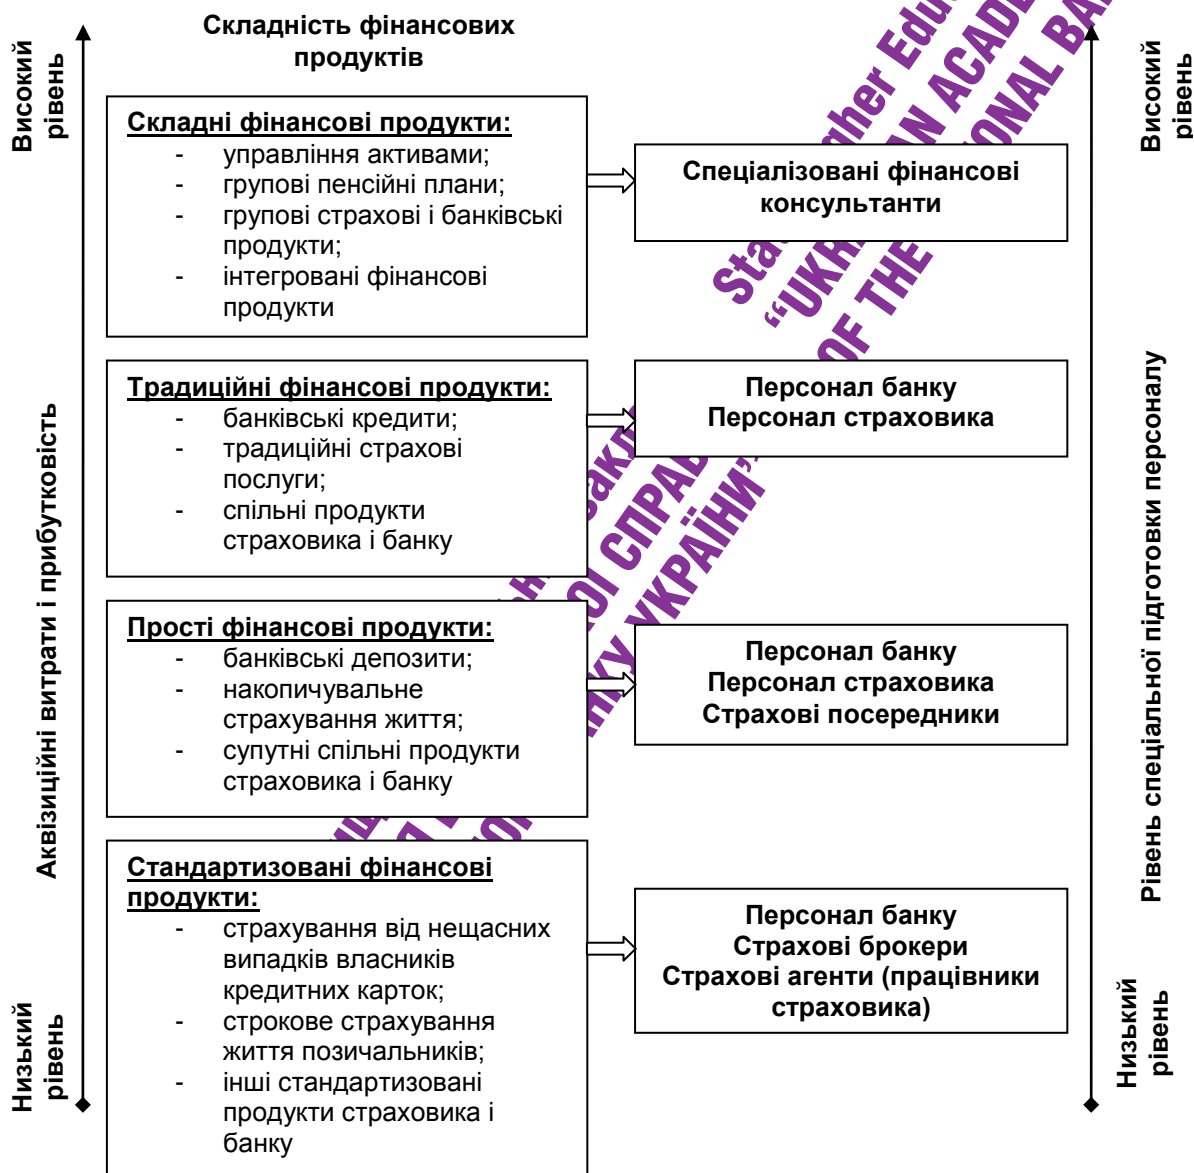 Складність фінансових
продуктів
Високий
рівень
Аквізиційні витрати і прибутковість
Низький
рівень
Складні фінансові продукти:
- управління активами;
- групові пенсійні плани;
- групові страхові і банківські
продукти;
- інтегровані фінансові
продукти
Спеціалізовані фінансові
консультанти
Традиційні фінансові продукти:
- банківські кредити;
- традиційні страхові
послуги;
- спільні продукти
страховика і банку
Персонал банку
Персонал страховика
Прості фінансові продукти:
- банківські депозити;
- накопичувальне
страхування життя;
- супутні спільні продукти
страховика і банку
Персонал банку
Персонал страховика
Страхові посередники
Стандартизовані фінансові
продукти:
- страхування від нещасних
випадків власників
кредитних карток;
- строкове страхування
життя позичальників;
- інші стандартизовані
продукти страховика і
банку
Персонал банку
Страхові брокери
Страхові агенти (працівники
страховика)
Високий
рівень
Рівень спеціальної підготовки персоналу
Низький
рівень
OF THE
СПРАВ
УКРАЇНИ”